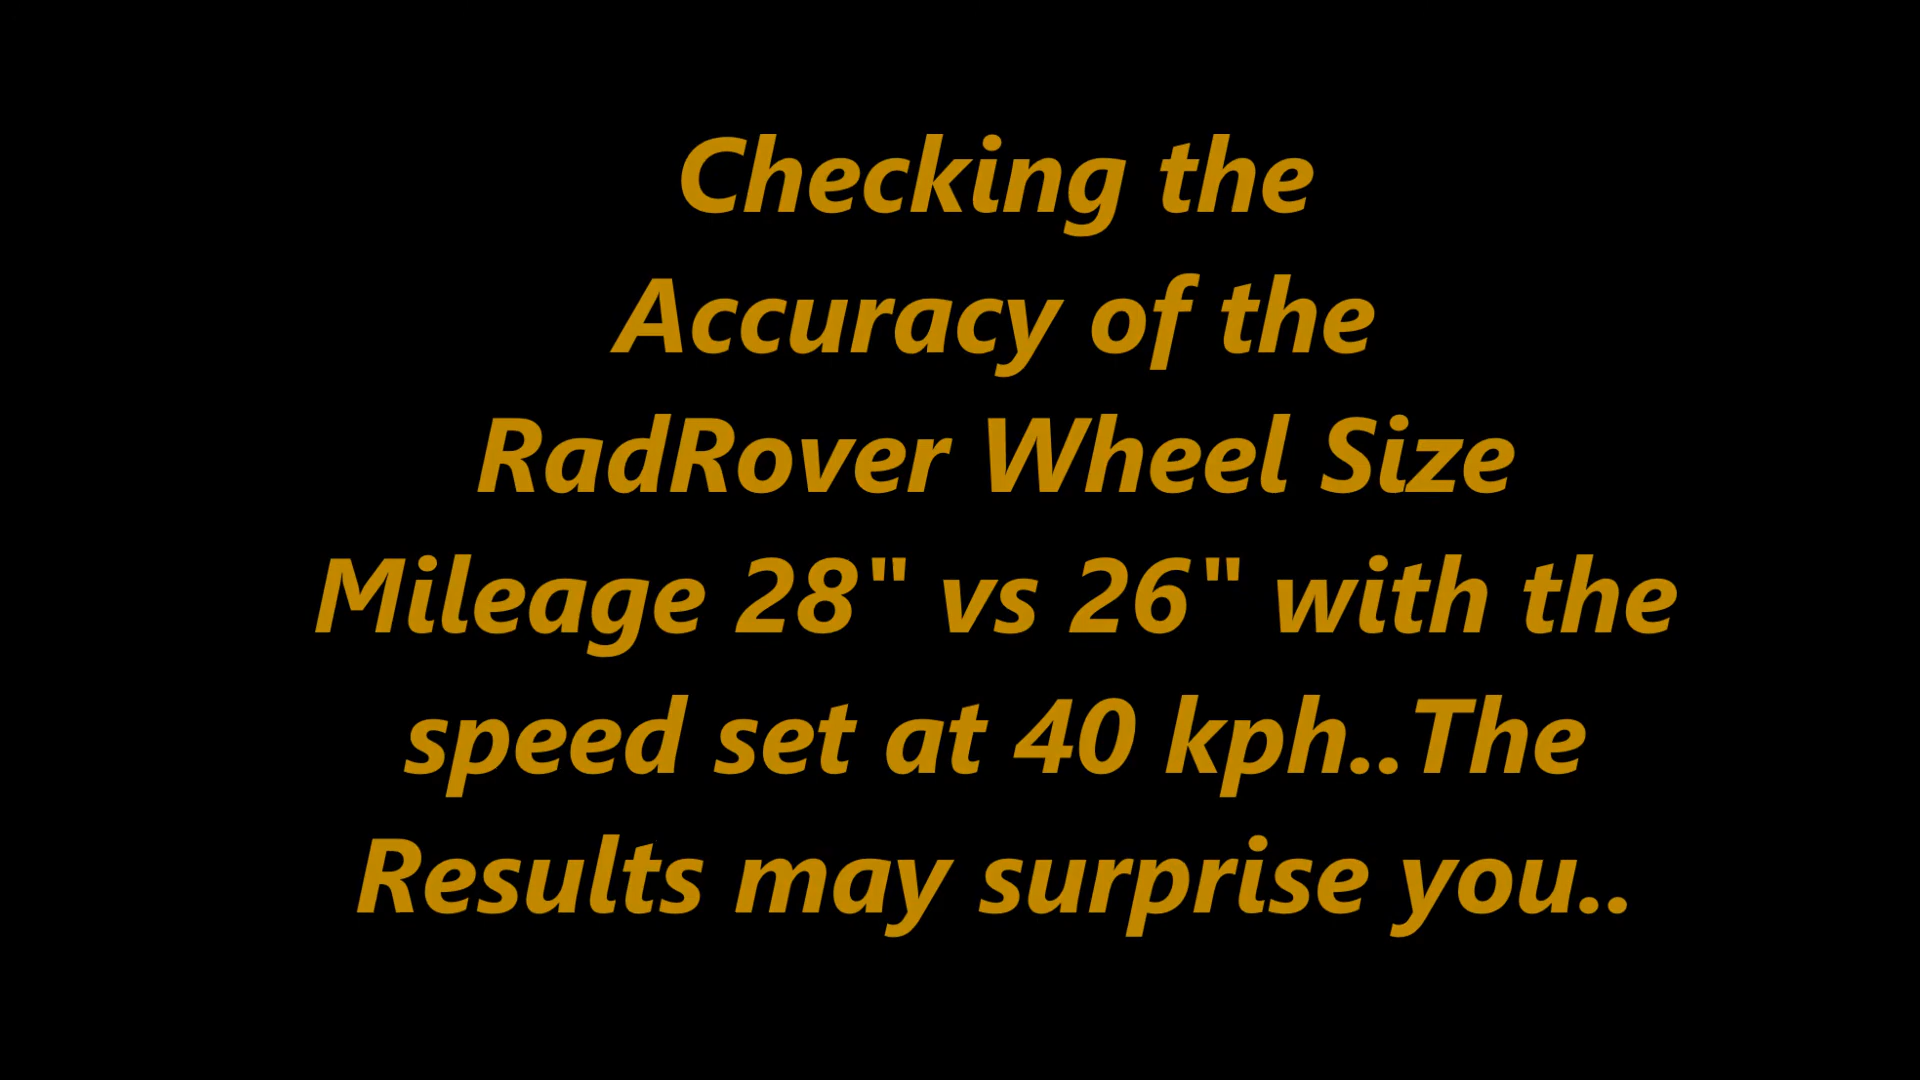 Checking the
Accuracy of the
RadRover Wheel Size
Mileage 28" vs 26" with the
speed set at 40 kph..The
Results may surprise you..